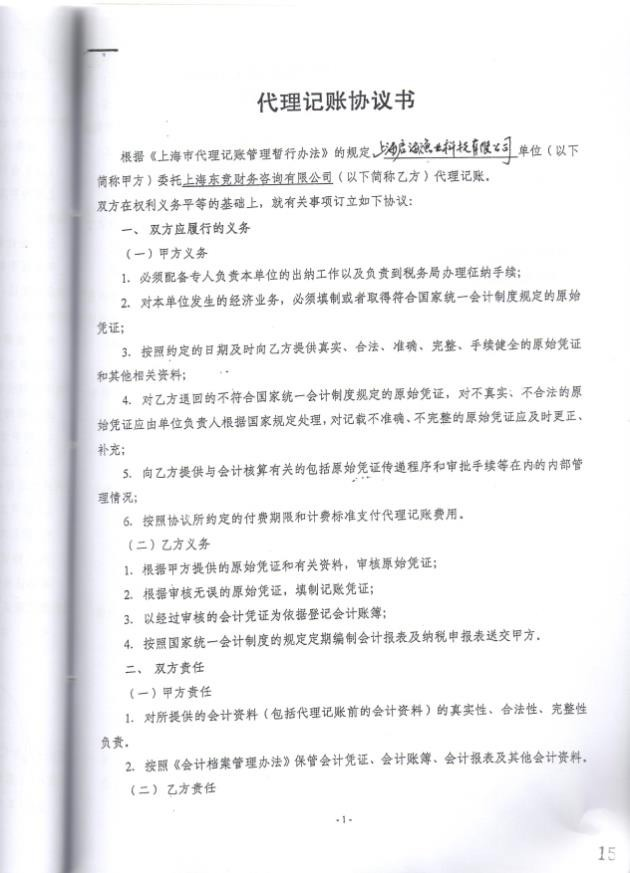 代理记账协议书
根据《上海市代理记账管理暂行办法》的规定,上海启海渔业科技有限公司单位(以下
简称甲方)委托上海东竞财务咨询有限公司(以下简称乙方)代理记账。
双方在权利义务平等的基础上,就有关事项订立如下协议:
一、双方应履行的义务
(一)甲方义务
1. 必须配备专人负责本单位的出纳工作以及负责到税务局办理征纳手续;
2. 对本单位发生的经济业务,必须填制或者取得符合国家统一会计制度规定的原始
凭证;
3. 按照约定的日期及时向乙方提供真实、合法、准确、完整、手续健全的原始凭证
和其他相关资料;
4. 对乙方退回的不符合国家统一会计制度规定的原始凭证,对不真实、不合法的原
始凭证应由单位负责人根据国家规定处理,对记载不准确、不完整的原始凭证应及时更正、
补充;
5. 向乙方提供与会计核算有关的包括原始凭证传递程序和审批手续等在内的内部管
理情况;
6. 按照协议所约定的付费期限和计费标准支付代理记账费用。
(二)乙方义务
1. 根据甲方提供的原始凭证和有关资料,审核原始凭证;
2. 根据审核无误的原始凭证,填制记账凭证;
3. 以经过审核的会计凭证为依据登记会计账簿;
4. 按照国家统一会计制度的规定定期编制会计报表及纳税申报表送交甲方。
二、 双方责任
(一)甲方责任
1. 对所提供的会计资料(包括代理记账前的会计资料)的真实性、合法性、完整性
负责。
2. 按照《会计档案管理办法》保管会计凭证、会计账簿、会计报表及其他会计资料。
(二)乙方责任
-1-
15